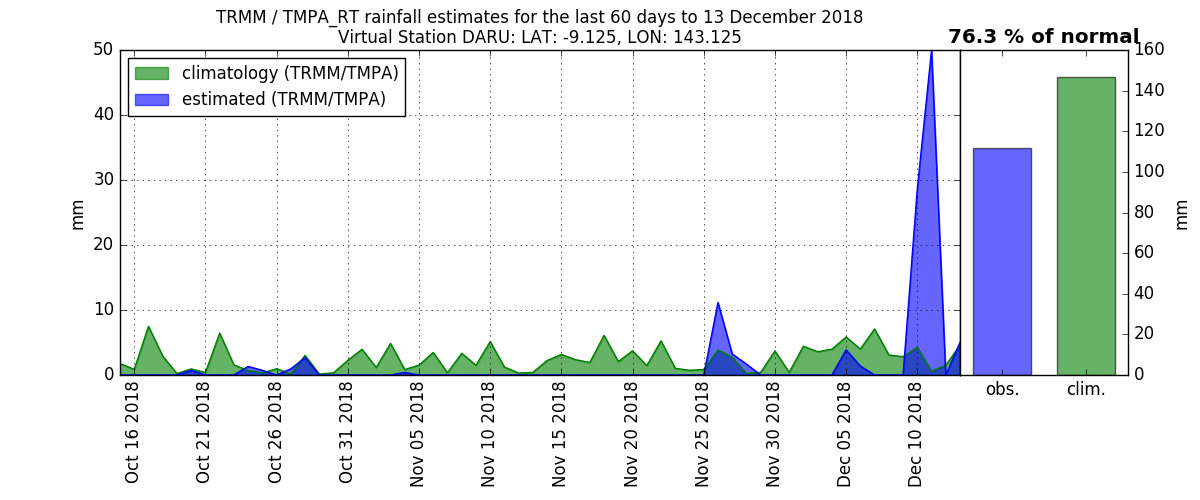 TRMM / TMPA_RT rainfall estimates for the last 60 days to 13 December 2018
Virtual Station DARU: LAT: -9.125, LON: 143.125
76.3 % of normal
climatology (TRMM/TMPA)
estimated (TRMM/TMPA)
mm
50
40
30
20
10
0
Oct 16 2018
Oct 21 2018
Oct 26 2018
Oct 31 2018
Nov 05 2018
Nov 10 2018
Nov 15 2018
Nov 20 2018
Nov 25 2018
Nov 30 2018
Dec 05 2018
Dec 10 2018
160
140
120
100
80
60
40
20
0
mm
obs.
clim.